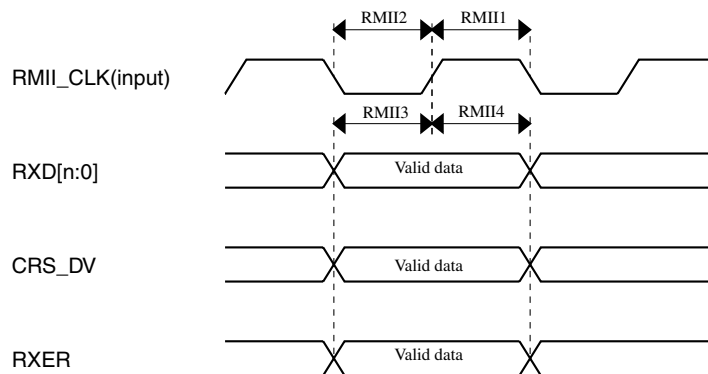 RMII2 RMII1
RMII_CLK(input)
RMII3 RMII4
RXD[n:0] Valid data
CRS_DV Valid data
RXER Valid data